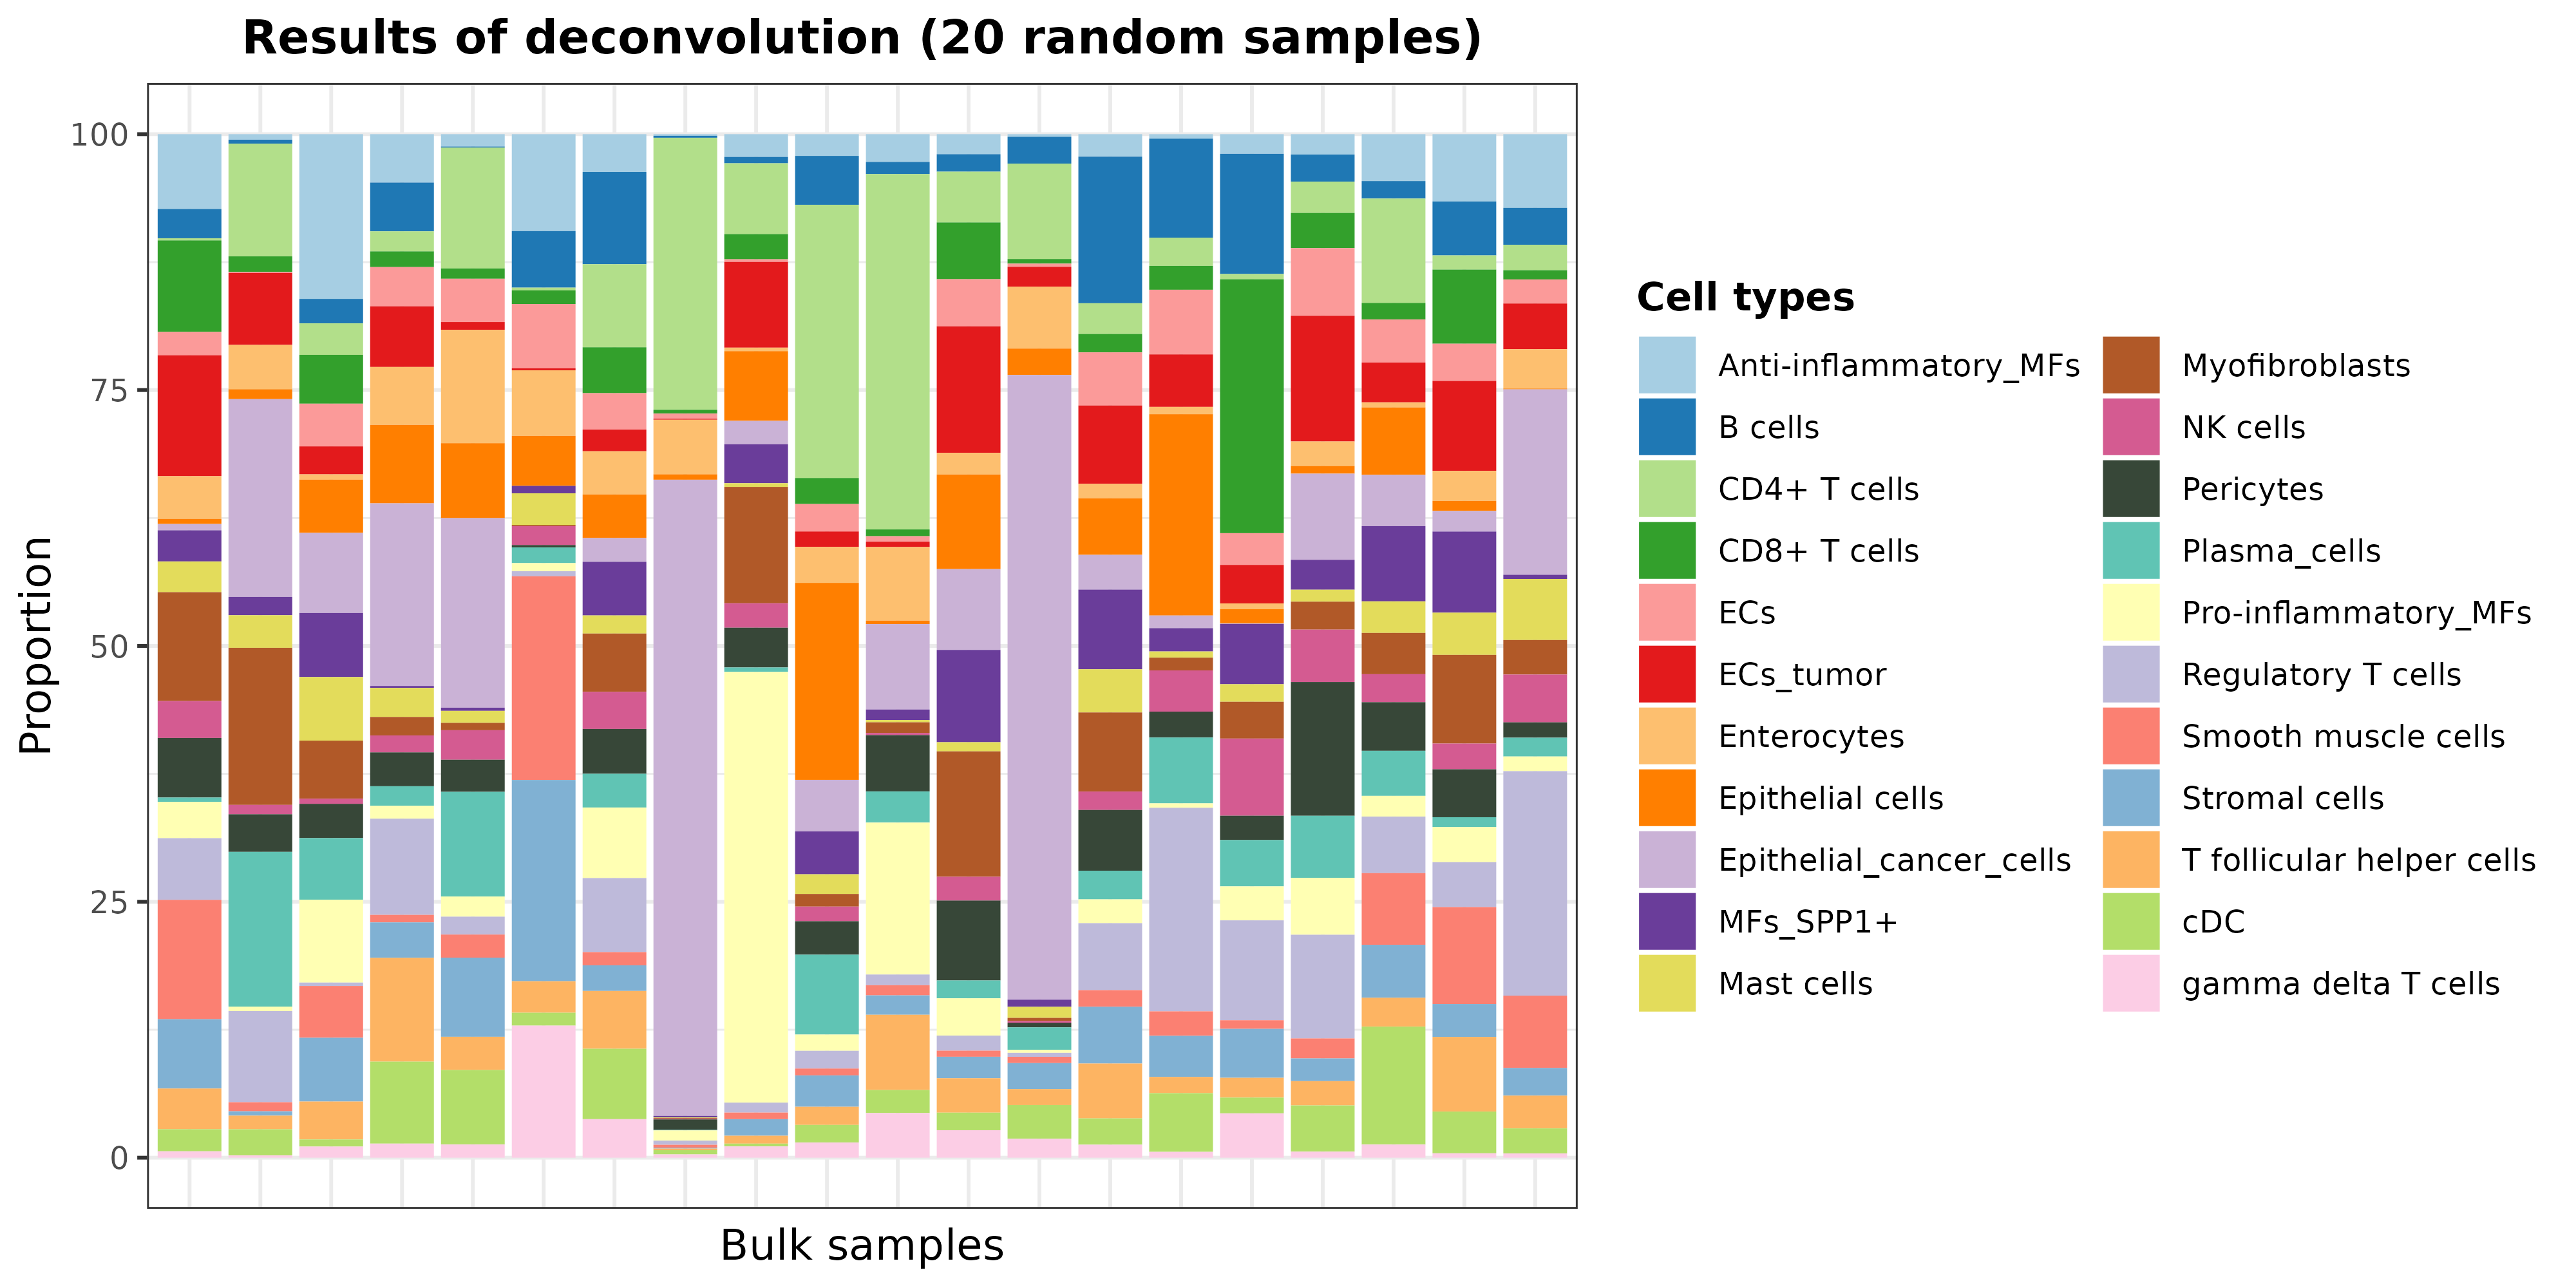 Results of deconvolution (20 random samples)
Proportion
100
75
50
25
0
Bulk samples
Cell types
Anti-inflammatory_MFs
B cells
CD4+ T cells
CD8+ T cells
ECs
ECs_tumor
Enterocytes
Epithelial cells
Epithelial_cancer_cells
MFs_SPP1+
Mast cells
Myofibroblasts
NK cells
Pericytes
Plasma_cells
Pro-inflammatory_MFs
Regulatory T cells
Smooth muscle cells
Stromal cells
T follicular helper cells
cDC
gamma delta T cells